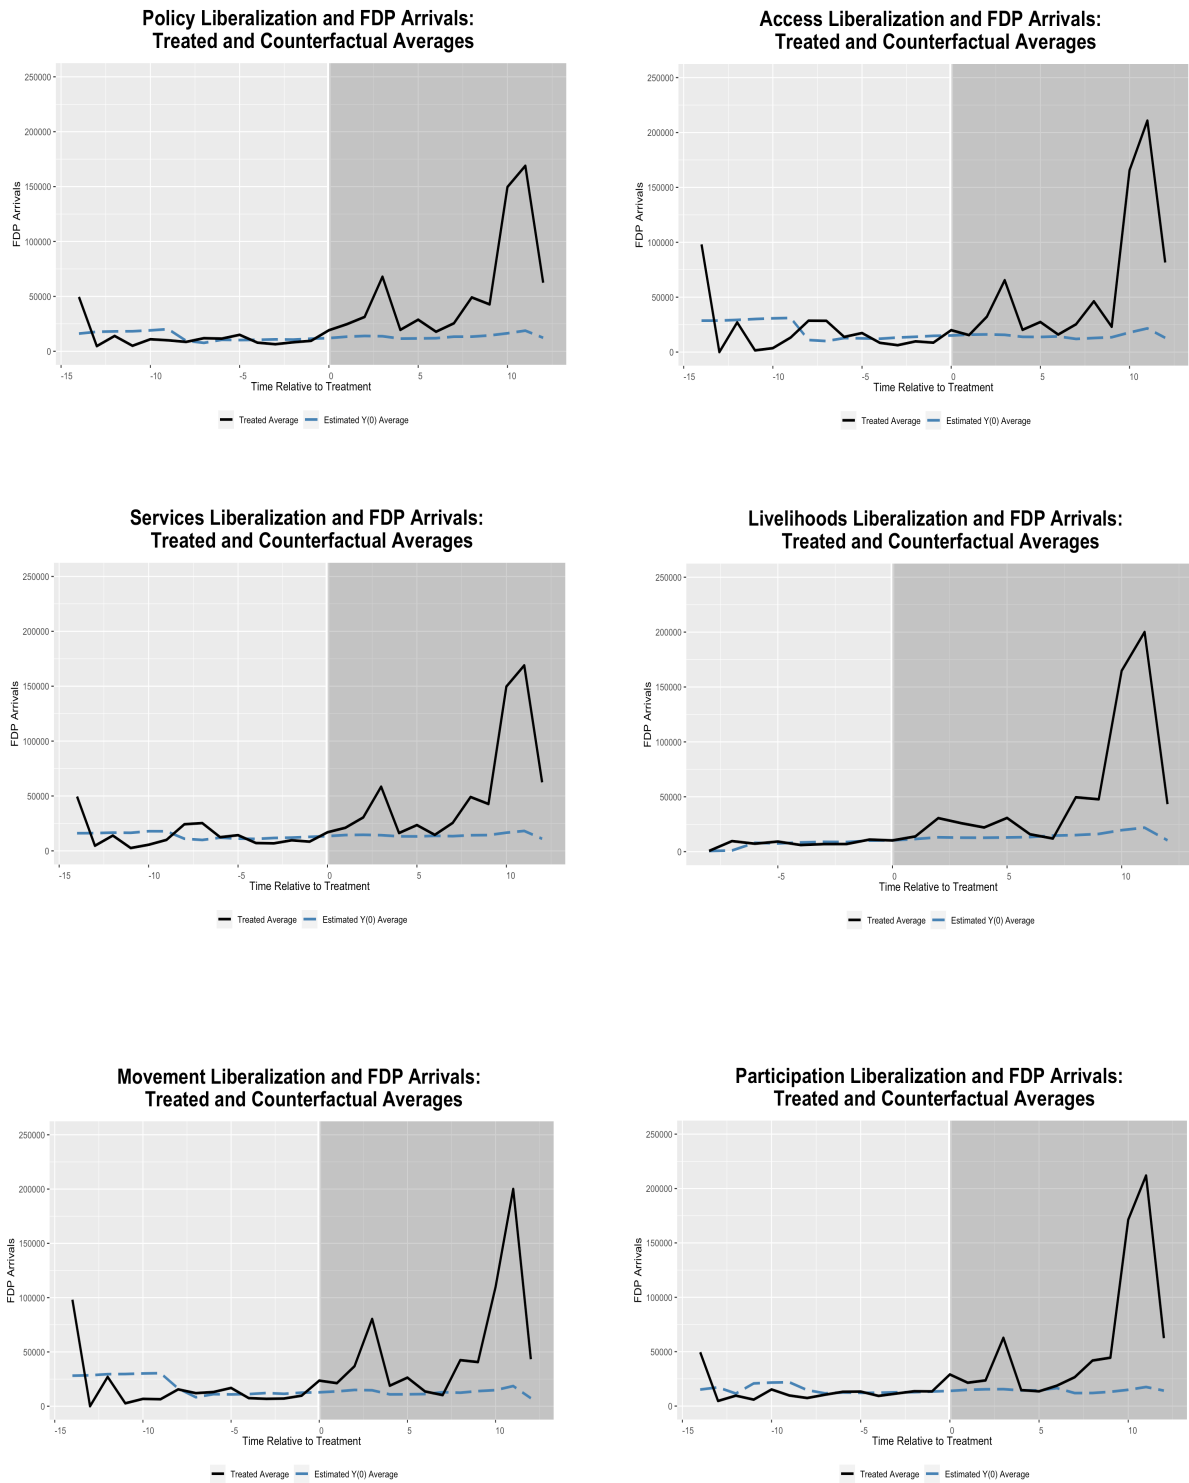 Policy Liberalization and FDP Arrivals:
Treated and Counterfactual Averages
250000
200000
150000
100000
50000
0
FDP Arrivals
-15
-10
-5
0
5
10
Time Relative to Treatment
Treated Average
Estimated Y(0) Average
Access Liberalization and FDP Arrivals:
Treated and Counterfactual Averages
250000
200000
150000
100000
50000
0
FDP Arrivals
-15
-10
-5
0
5
10
Time Relative to Treatment
Treated Average
Estimated Y(0) Average
Services Liberalization and FDP Arrivals:
Treated and Counterfactual Averages
250000
200000
150000
100000
50000
0
FDP Arrivals
-15
-10
-5
0
5
10
Time Relative to Treatment
Treated Average
Estimated Y(0) Average
Livelihoods Liberalization and FDP Arrivals:
Treated and Counterfactual Averages
250000
200000
150000
100000
50000
0
FDP Arrivals
-5
0
5
10
Time Relative to Treatment
Treated Average
Estimated Y(0) Average
Movement Liberalization and FDP Arrivals:
Treated and Counterfactual Averages
250000
200000
150000
100000
50000
0
FDP Arrivals
-15
-10
-5
0
5
10
Time Relative to Treatment
Treated Average
Estimated Y(0) Average
Participation Liberalization and FDP Arrivals:
Treated and Counterfactual Averages
250000
200000
150000
100000
50000
0
FDP Arrivals
-15
-10
-5
0
5
10
Time Relative to Treatment
Treated Average
Estimated Y(0) Average